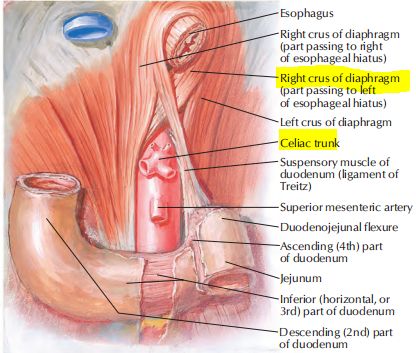 Esophagus
Right crus of diaphragm
(part passing to right
of esophageal hiatus)
Right crus of diaphragm
(part passing to left
of esophageal hiatus)
Left crus of diaphragm
Celiac trunk
Suspensory muscle of
duodenum (ligament of
Treitz)
Superior mesenteric artery
Duodenojejunal flexure
Ascending (4th) part
of duodenum
Jejunum
Inferior (horizontal, or
3rd) part of duodenum
Descending (2nd) part
of duodenum